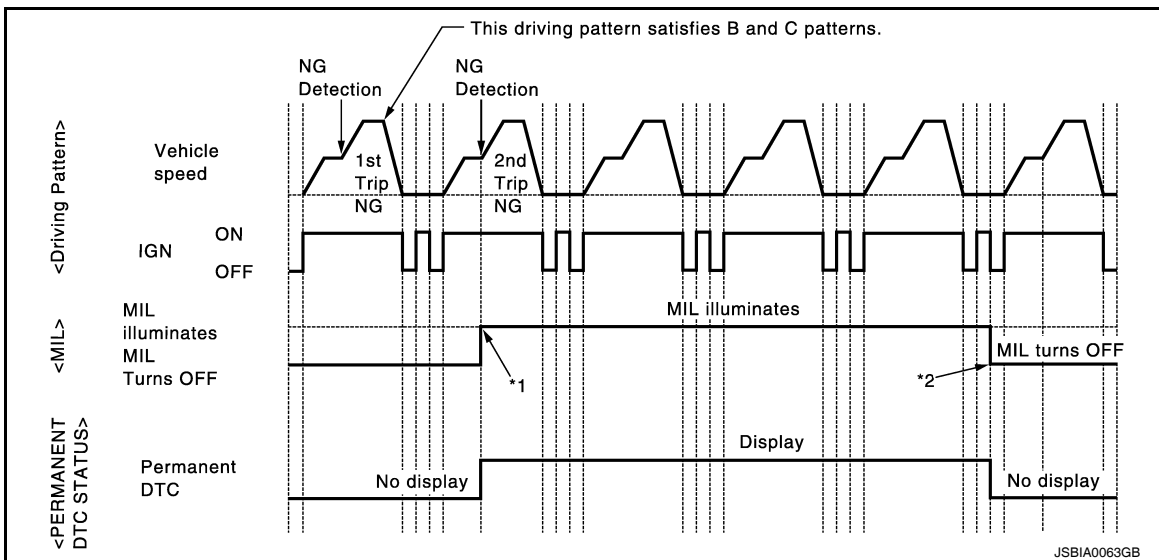 This driving pattern satisfies B and C patterns.
NG
Detection
NG
Detection
<Driving Pattern>
Vehicle
speed
1st
Trip
NG
2nd
Trip
NG
IGN
ON
OFF
<MIL>
MIL
illuminates
MIL
Turns OFF
MIL illuminates
*1
*2
MIL turns OFF
<PERMANENT
DTC STATUS>
Permanent
DTC
No display
Display
No display
JSBIA0063GB